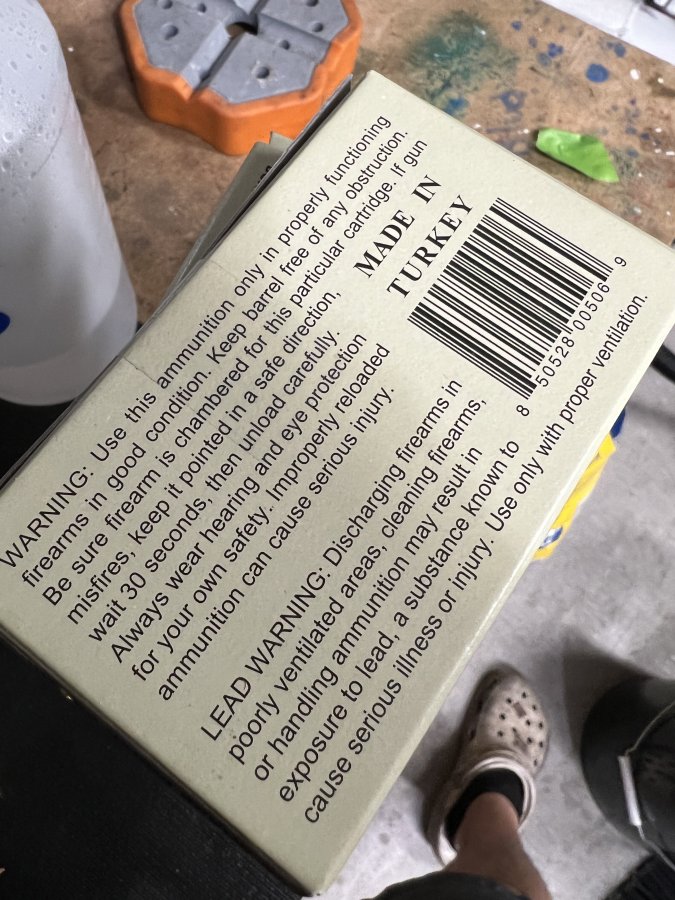 WARNING: Use this ammunition only in properly functioning
firearms in good condition. Keep barrel free of any obstruction.
Be sure firearm is chambered for this particular cartridge. If gun
misfires, keep it pointed in a safe direction,
wait 30 seconds, then unload carefully.
Always wear hearing and eye protection
for your own safety. Improperly reloaded
ammunition can cause serious injury.
MADE IN
TURKEY
8 50528 00506 9
LEAD WARNING: Discharging firearms in
poorly ventilated areas, cleaning firearms,
or handling ammunition may result in
exposure to lead, a substance known to
cause serious illness or injury. Use only with proper ventilation.